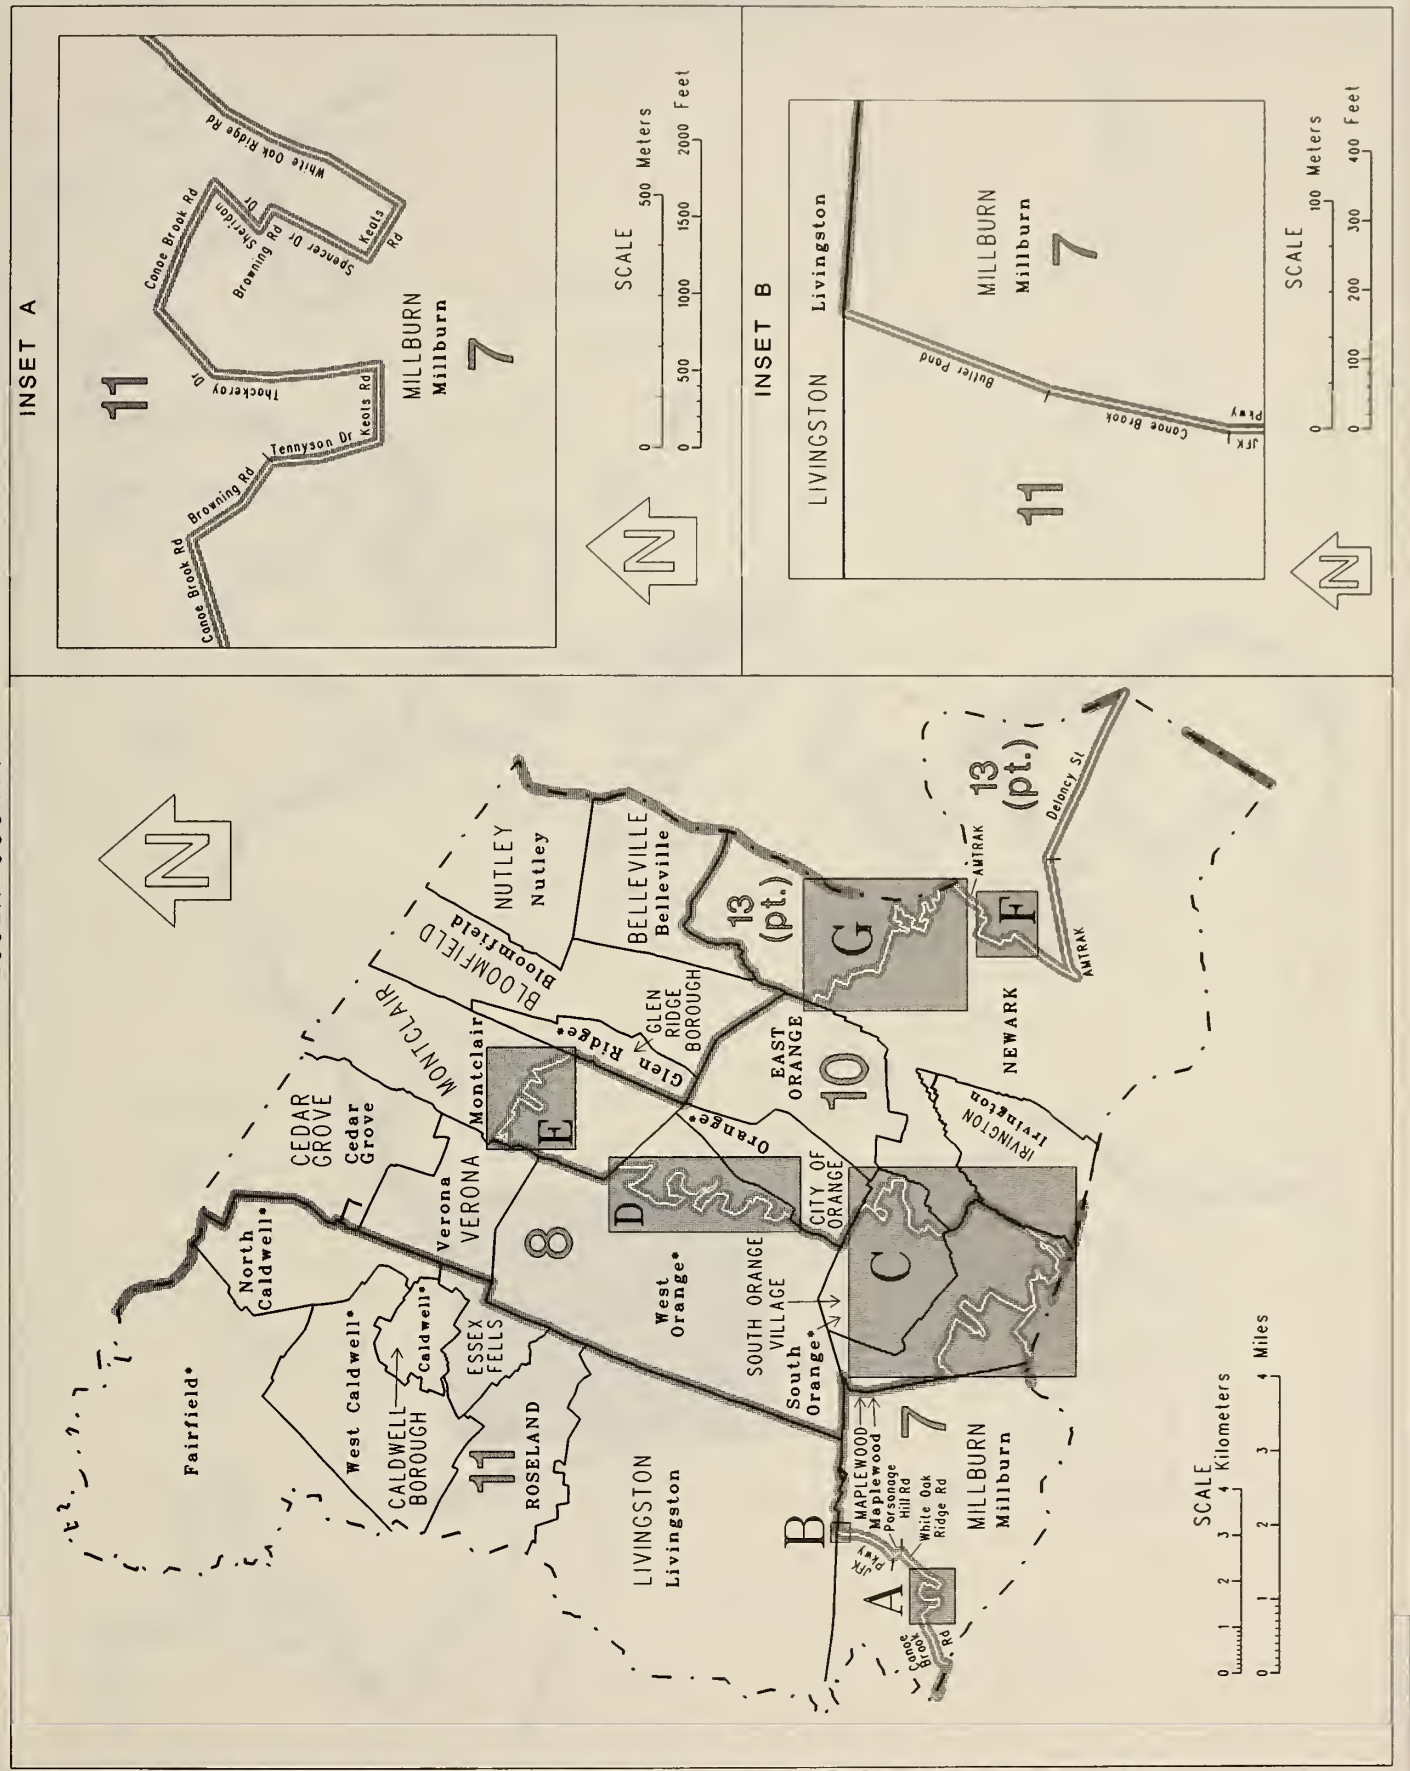 Fairfield*
North
Caldwell*
West Caldwell*
CALDWELL
BOROUGH
Caldwell*
ESSEX
FELLS
11
ROSELAND
CEDAR
GROVE
Cedar
Grove
Verona
VERONA
MONTCLAIR
Montclair
E
BLOOMFIELD
Bloomfield
NUTLEY
Nutley
BELLEVILLE
Belleville
Glen Ridge*
GLEN
RIDGE
BOROUGH
8
D
LIVINGSTON
Livingston
West
Orange*
Orange*
CITY OF
ORANGE
EAST
ORANGE
10
13
(pt.)
G
SOUTH ORANGE
VILLAGE
South
Orange*
C
IRVINGTON
Irvington
NEWARK
AMTRAK
F
AMTRAK
13
(pt.)
Delancy St
B
MAPLEWOOD
Maplewood
Parsonage
Hill Rd
White Oak
Ridge Rd
JFK
Pkwy
7
MILLBURN
Millburn
A
Canoe
Brook
Rd
N
SCALE
0 1 2 3 4 Kilometers
0 1 2 3 4 Miles
INSET A
11
Canoe Brook Rd
Browning Rd
Tennyson Dr
Keats Rd
Thackeray Dr
Canoe Brook Rd
Sheridan Dr
Browning Rd
Spencer Dr
Keats
Rd
White Oak Ridge Rd
MILLBURN
Millburn
7
N
SCALE
0 500 Meters
0 500 1000 1500 2000 Feet
INSET B
LIVINGSTON
Livingston
11
Butler Pond
Canoe Brook
JFK Pkwy
MILLBURN
Millburn
7
N
SCALE
0 100 Meters
0 100 200 300 400 Feet